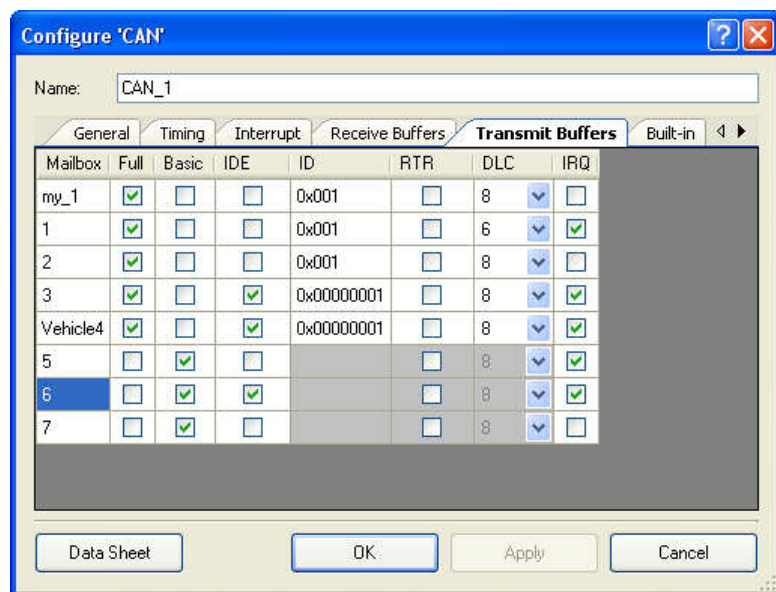 Configure 'CAN'
Name: CAN_1
General Timing Interrupt Receive Buffers Transmit Buffers Built-in
Mailbox Full Basic IDE ID RTR DLC IRQ
my_1 0x001 8
1 0x001 6
2 0x001 8
3 0x00000001 8
Vehicle4 0x00000001 8
5 8
6 8
7 8
Data Sheet OK Apply Cancel